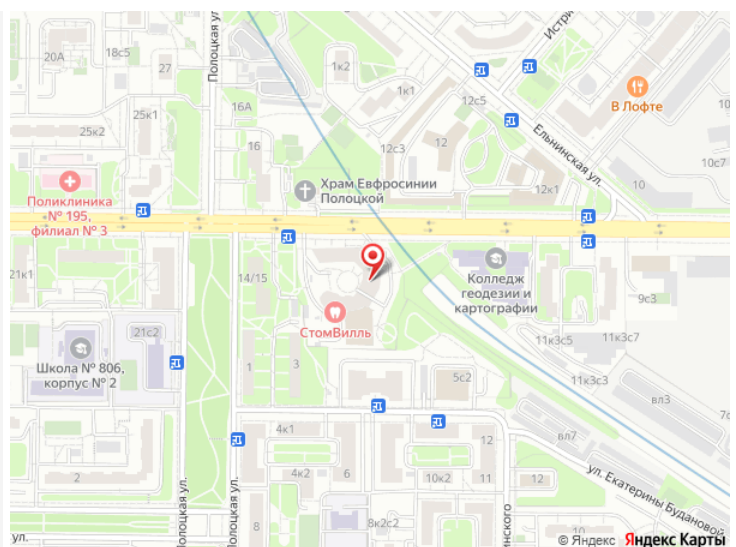 Полоцкая ул.
Истри
20А
18с5
27
1к2
1к1
16А
12с5
В Лофте
25к1
25к2
16
12с3
12
Ельнинская ул.
10
10с7
Храм Евфросинии
Полоцкой
12к1
Поликлиника
№ 195,
филиал № 3
21к1
14/15
Колледж
геодезии и
картографии
9с3
СтомВилль
21с2
11к3с5
11к3с7
Школа № 806,
корпус № 2
1
3
5с2
11к3с3
вл3
7с
4к1
12
вл7
2
4к2
6
10к2
11
12
ул. Екатерины Будановой
Полоцкая ул.
Полоцкая ул.
8
8к2с2
инского
ул.
© Яндекс Яндекс Карты